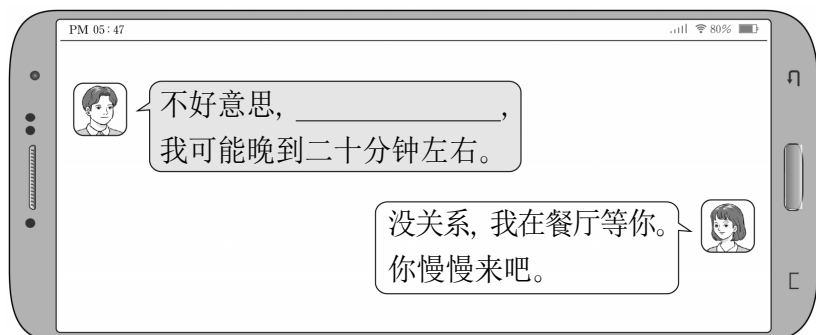 PM 05:47
80%
不好意思, ____________,
我可能晚到二十分钟左右。
没关系, 我在餐厅等你。
你慢慢来吧。